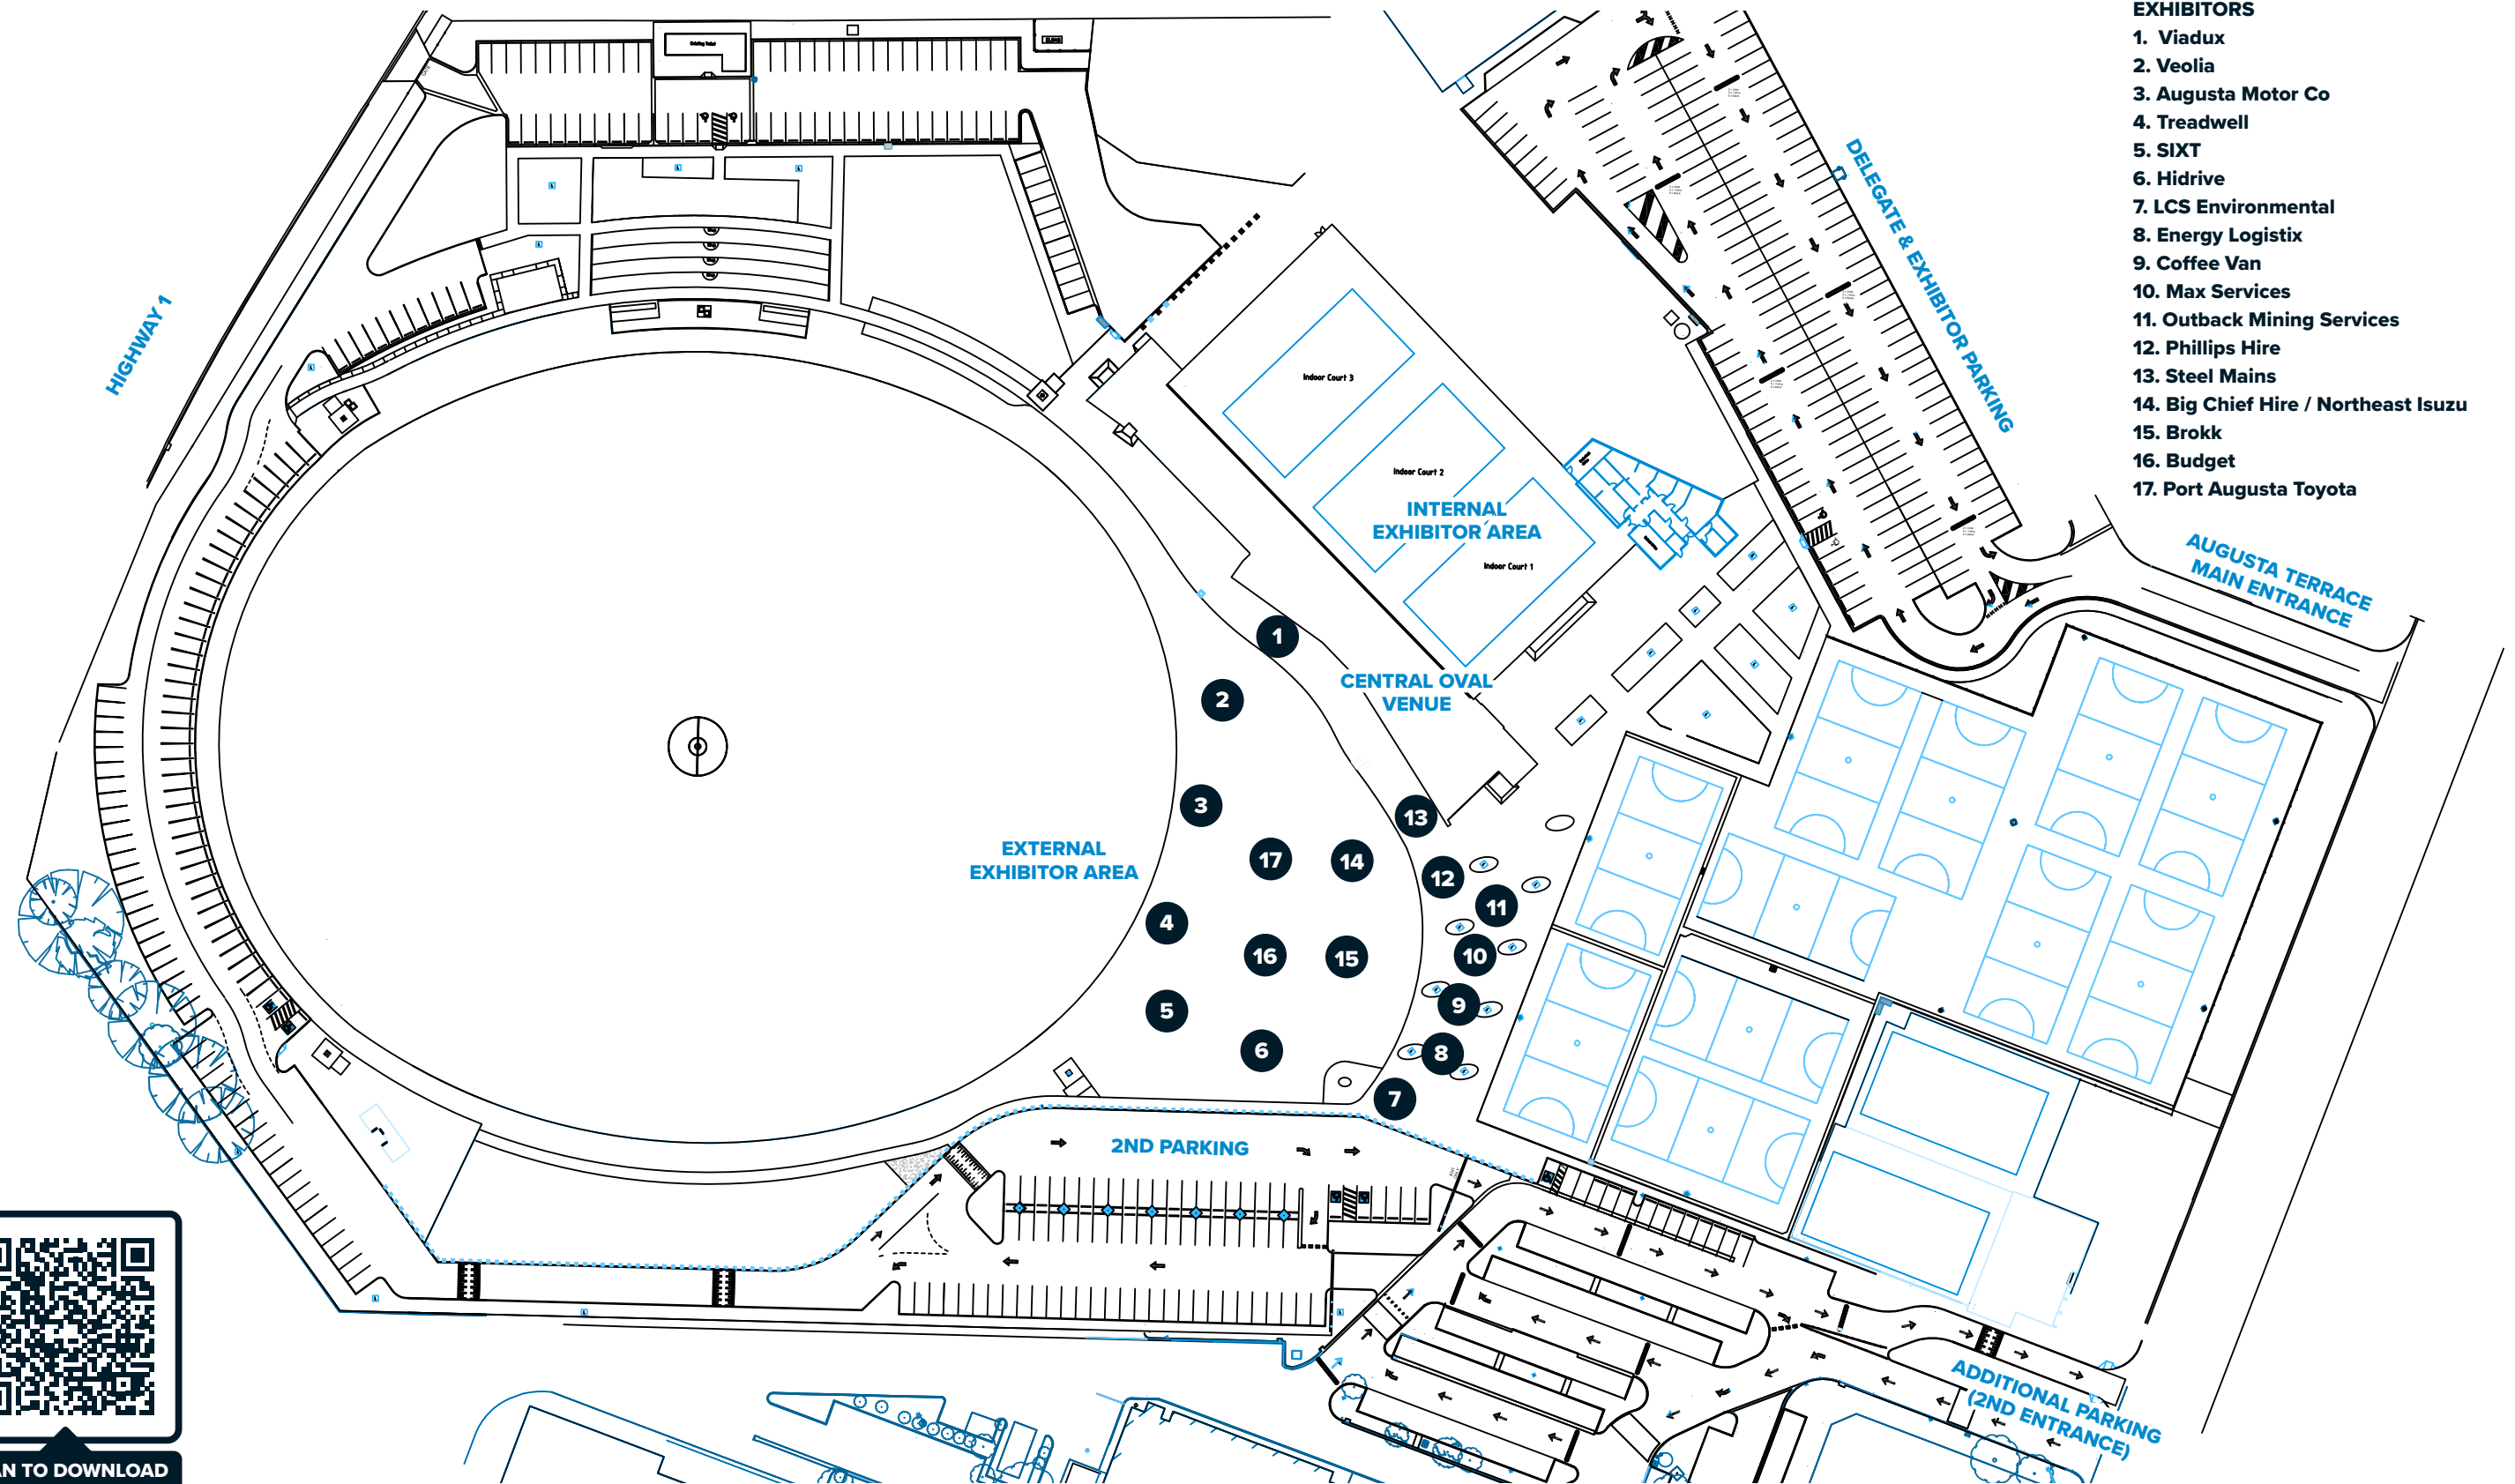 EXHIBITORS
1. Viadux
2. Veolia
3. Augusta Motor Co
4. Treadwell
5. SIXT
6. Hidrive
7. LCS Environmental
8. Energy Logistix
9. Coffee Van
10. Max Services
11. Outback Mining Services
12. Phillips Hire
13. Steel Mains
14. Big Chief Hire / Northeast Isuzu
15. Brokk
16. Budget
17. Port Augusta Toyota
HIGHWAY 1
DELEGATE & EXHIBITOR PARKING
Indoor Court 3
Indoor Court 2
INTERNAL
EXHIBITOR AREA
Indoor Court 1
AUGUSTA TERRACE
MAIN ENTRANCE
1
CENTRAL OVAL
VENUE
2
3
13
EXTERNAL
EXHIBITOR AREA
17
14
12
11
4
16
15
10
5
9
6
8
7
2ND PARKING
ADDITIONAL PARKING
(2ND ENTRANCE)
AN TO DOWNLOAD